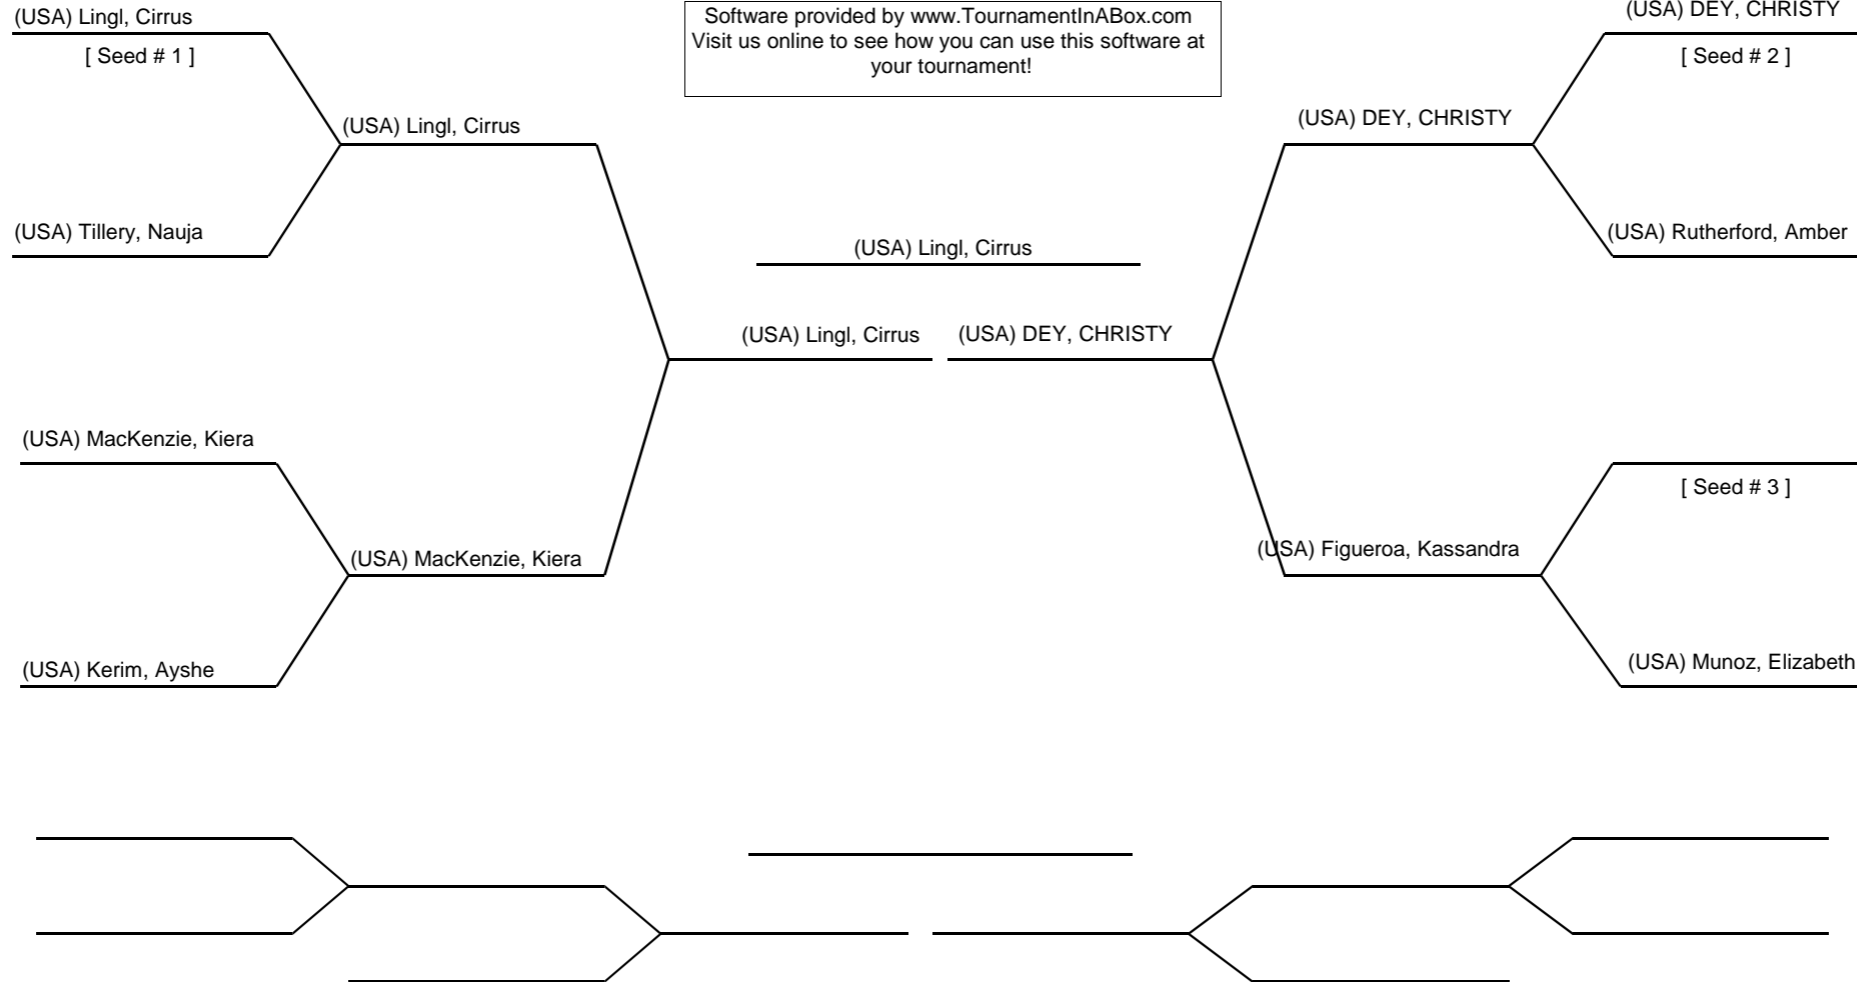 (USA) Lingl, Cirrus
[ Seed # 1 ]
(USA) Lingl, Cirrus
(USA) Tillery, Nauja
Software provided by www.TournamentInABox.com
Visit us online to see how you can use this software at
your tournament!
(USA) DEY, CHRISTY
[ Seed # 2 ]
(USA) DEY, CHRISTY
(USA) Rutherford, Amber
(USA) Lingl, Cirrus
(USA) Lingl, Cirrus
(USA) DEY, CHRISTY
(USA) MacKenzie, Kiera
(USA) MacKenzie, Kiera
(USA) Kerim, Ayshe
[ Seed # 3 ]
(USA) Figueroa, Kassandra
(USA) Munoz, Elizabeth